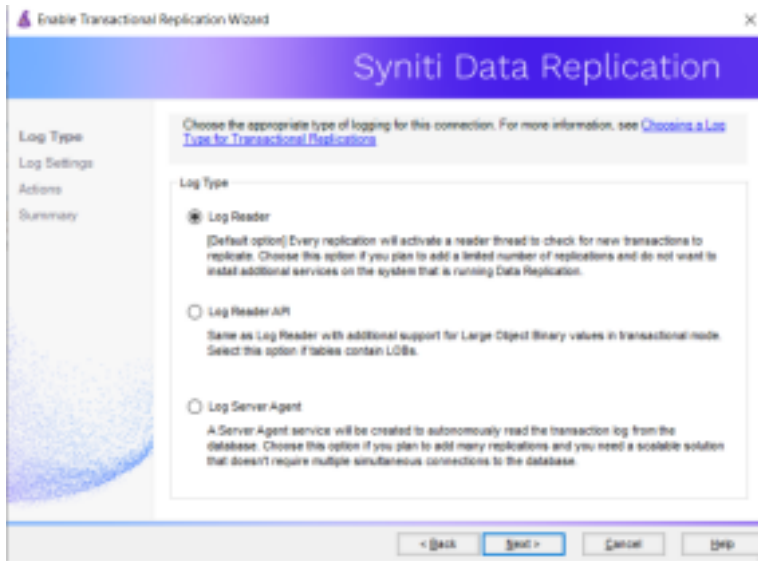 Enable Transactional Replication Wizard
Syniti Data Replication
Log Type
Log Settings
Actions
Summary
Choose the appropriate type of logging for this connection. For more information, see Choosing a Log
Type for Transactional Replications
Log Type
Log Reader
[Default option] Every replication will activate a reader thread to check for new transactions to
replicate. Choose this option if you plan to add a limited number of replications and do not want to
install additional services on the system that is running Data Replication.
Log Reader API
Same as Log Reader with additional support for Large Object Binary values in transactional mode.
Select this option if tables contain LOBs.
Log Server Agent
A Server Agent service will be created to autonomously read the transaction log from the
database. Choose this option if you plan to add many replications and you need a scalable solution
that doesn't require multiple simultaneous connections to the database.
< Back
Next >
Cancel
Help